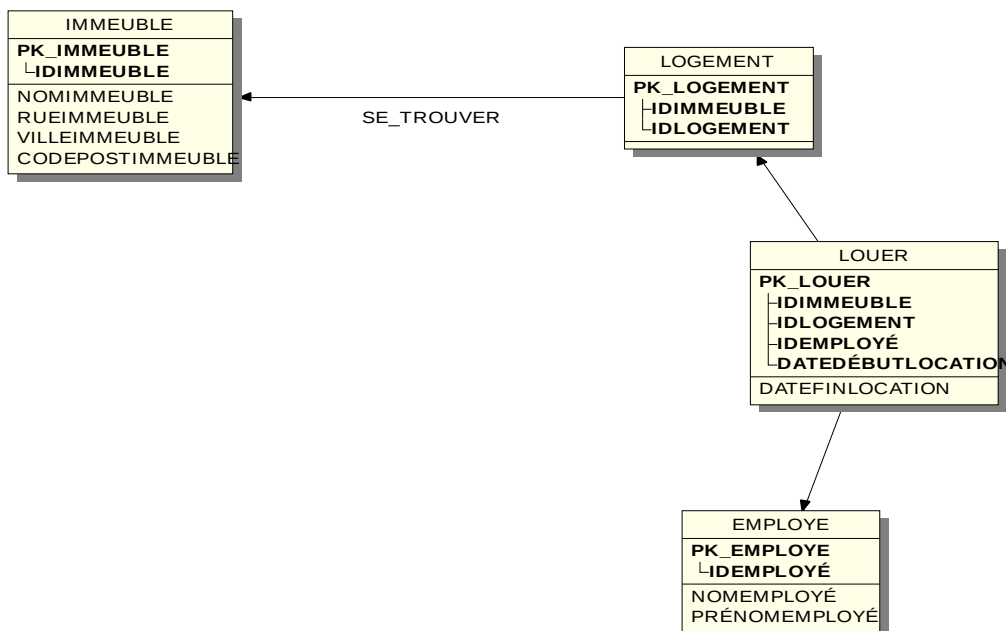 IMMEUBLE
PK_IMMEUBLE
IDIMMEUBLE
NOMIMMEUBLE
RUEIMMEUBLE
VILLEIMMEUBLE
CODEPOSTIMMEUBLE
SE_TROUVER
LOGEMENT
PK_LOGEMENT
IDIMMEUBLE
IDLOGEMENT
LOUER
PK_LOUER
IDIMMEUBLE
IDLOGEMENT
IDEMPLOYÉ
DATEDÉBUTLOCATION
DATEFINLOCATION
EMPLOYE
PK_EMPLOYE
IDEMPLOYÉ
NOMEMPLOYÉ
PRÉNOMEMPLOYÉ